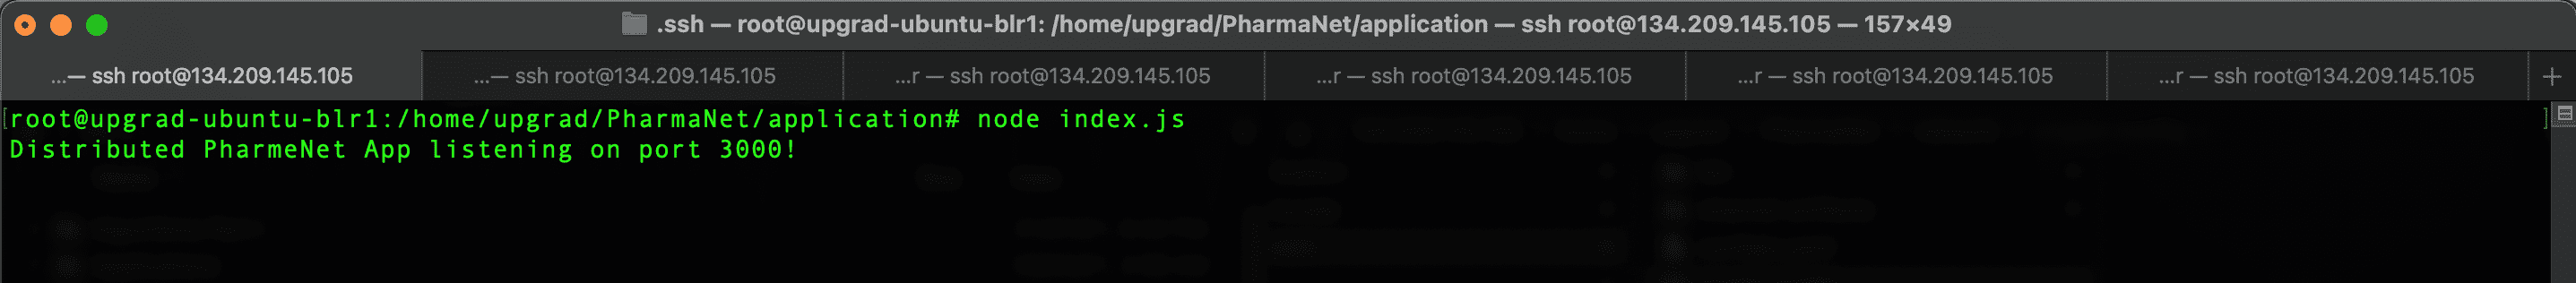 .ssh — root@upgrad-ubuntu-blr1: /home/upgrad/PharmaNet/application — ssh root@134.209.145.105 — 157×49
...— ssh root@134.209.145.105 ...— ssh root@134.209.145.105 ...r — ssh root@134.209.145.105 ...r — ssh root@134.209.145.105 ...r — ssh root@134.209.145.105 ...r — ssh root@134.209.145.105 +
[root@upgrad-ubuntu-blr1:/home/upgrad/PharmaNet/application# node index.js ]
Distributed PharmeNet App listening on port 3000!